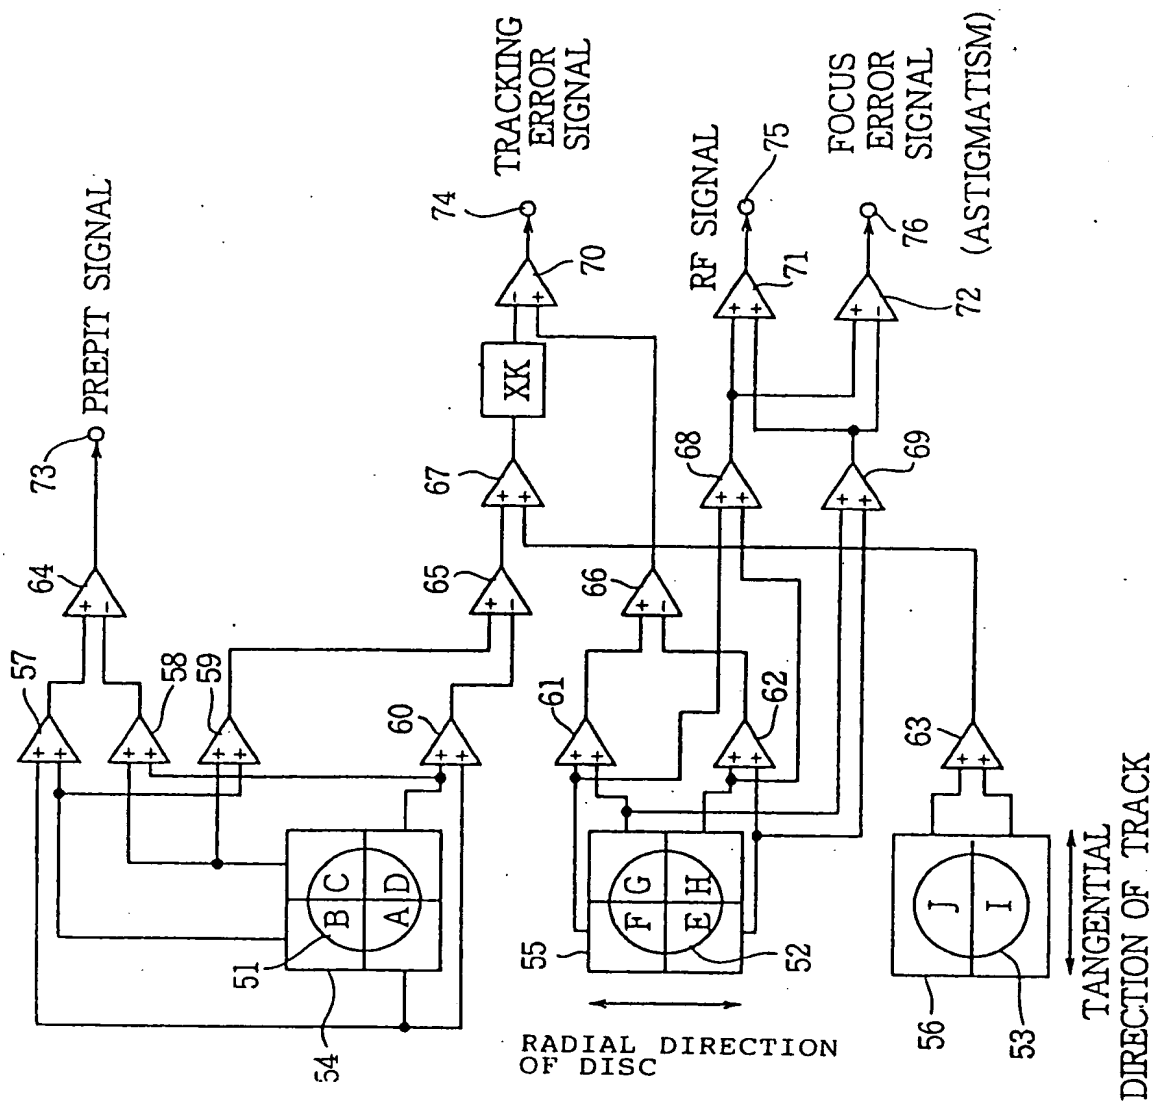 PREPIT SIGNAL
73
64
57
58
59
60
+
+
+
+
+
+
+
+
+
−
51
54
B
C
A
D
TRACKING
ERROR
SIGNAL
74
70
−
+
XK
67
+
+
65
+
−
66
+
−
61
+
+
62
+
+
55
52
F
G
E
H
RADIAL DIRECTION
OF DISC
RF SIGNAL
75
71
+
+
68
+
+
FOCUS
ERROR
SIGNAL
(ASTIGMATISM)
76
72
+
−
69
+
+
63
+
+
J
I
56
53
TANGENTIAL
DIRECTION OF TRACK